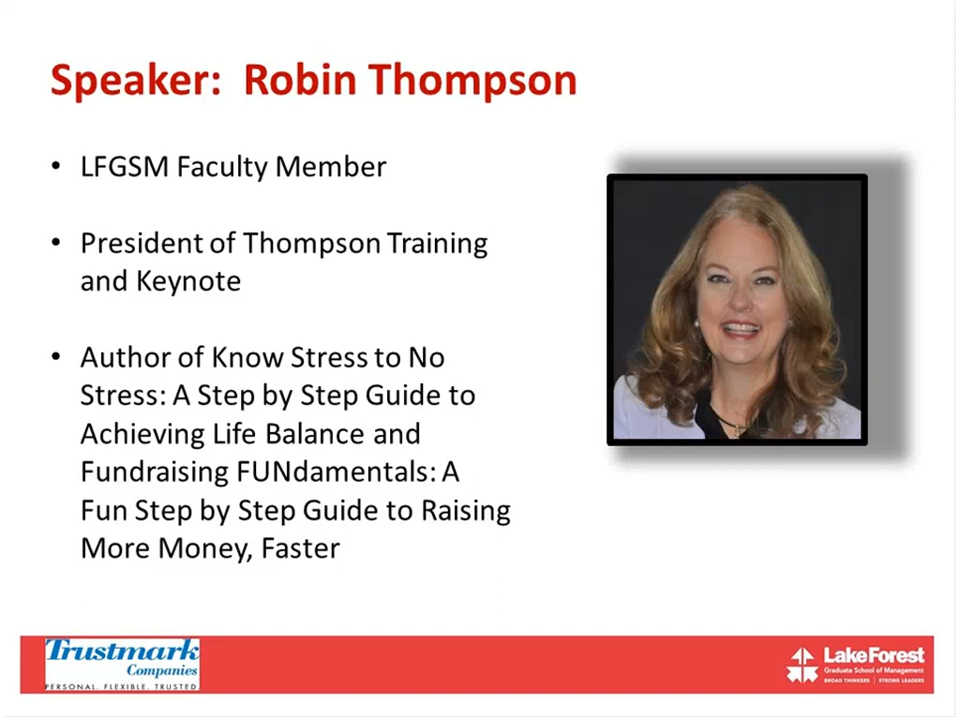 Speaker:  Robin Thompson
• LFGSM Faculty Member
• President of Thompson Training
and Keynote
• Author of Know Stress to No
Stress: A Step by Step Guide to
Achieving Life Balance and
Fundraising FUNdamentals: A
Fun Step by Step Guide to Raising
More Money, Faster
Trustmark
Companies
PERSONAL. FLEXIBLE. TRUSTED
Lake Forest
Graduate School of Management
BROAD THINKERS | STRONG LEADERS